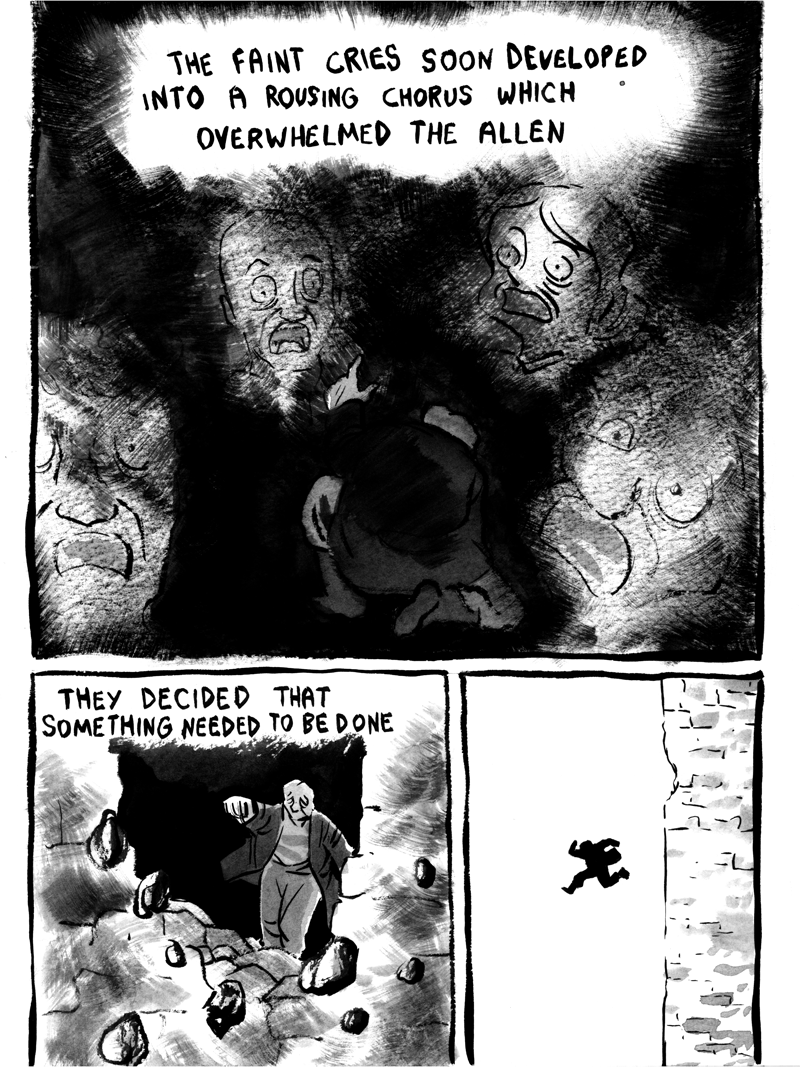 THE FAINT CRIES SOON DEVELOPED
INTO A ROUSING CHORUS WHICH
OVERWHELMED THE ALLEN
THEY DECIDED THAT
SOMETHING NEEDED TO BE DONE